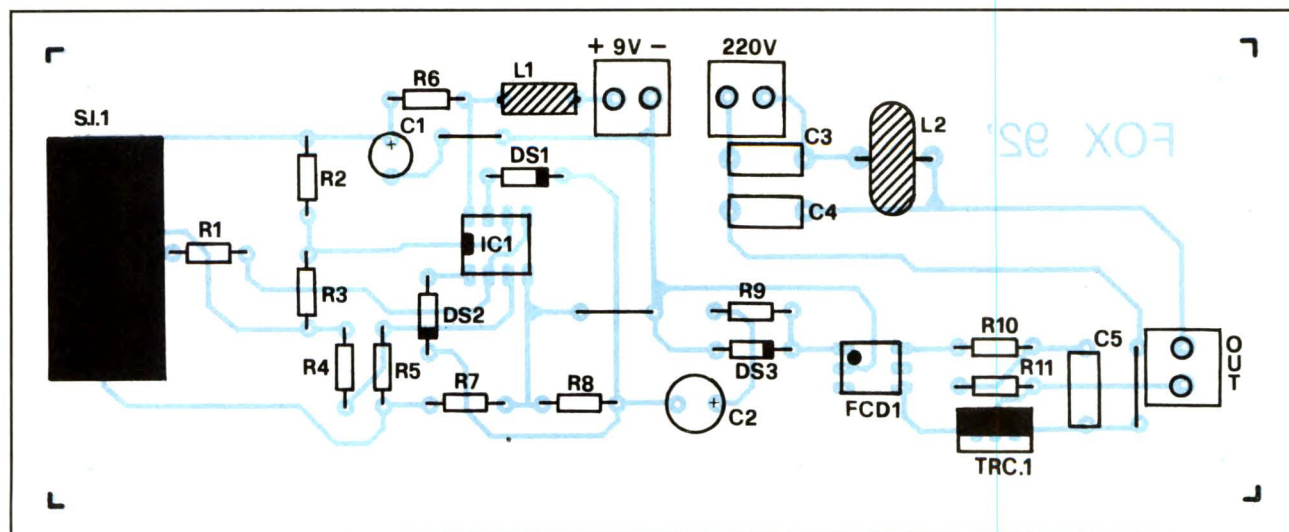 + 9V -
220V
L1
R6
S.I.1
C1
C3
L2
FOX 92'
DS1
R2
C4
R1
IC1
R3
DS2
R9
R10
C5
OUT
R4
R5
DS3
R11
R7
R8
C2
FCD1
TRC.1